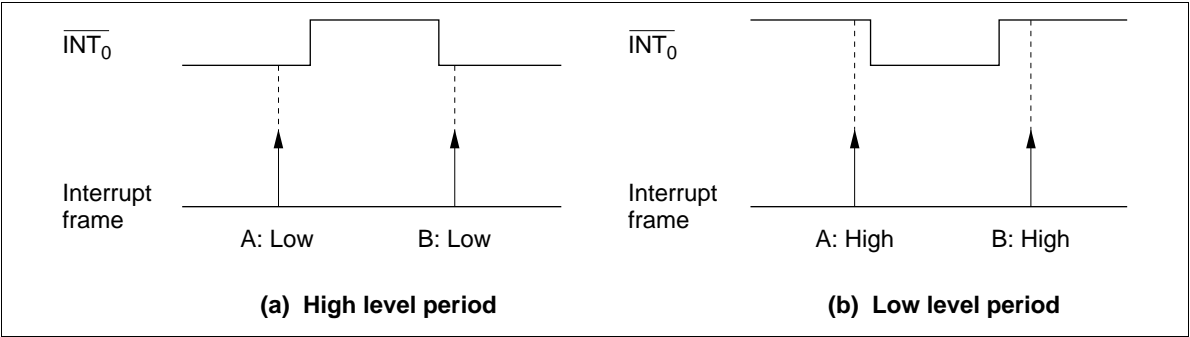 INT₀
Interrupt
frame
A: Low B: Low
(a) High level period
INT₀
Interrupt
frame
A: High B: High
(b) Low level period